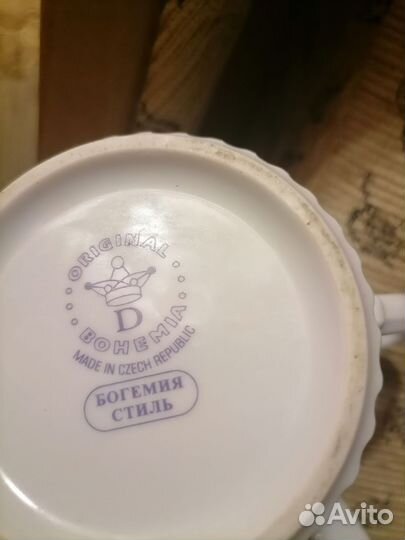 · ORIGINAL ·
D
BOHEMIA
MADE IN CZECH REPUBLIC
БОГЕМИЯ
СТИЛЬ
Avito